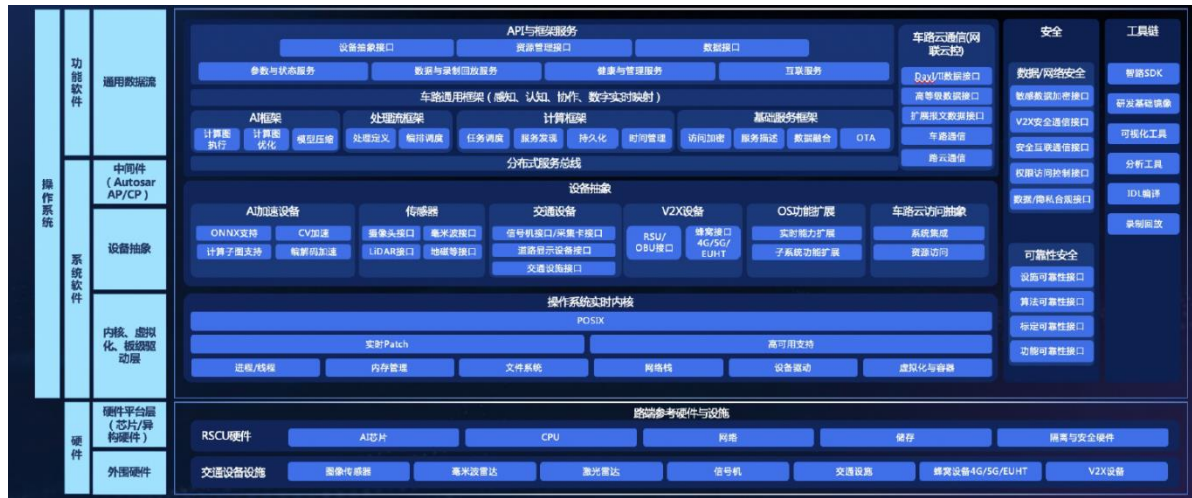 操作系统
功能软件
系统软件
硬件
通用数据流
中间件
（Autosar
AP/CP）
设备抽象
内核、虚拟
化、板级驱
动层
硬件平台层
（芯片/异
构硬件）
外围硬件
API与框架服务
设备抽象接口
资源管理接口
数据接口
参数与状态服务
数据与录制回放服务
健康与管理服务
互联服务
车路通用框架（感知、认知、协作、数字实时映射）
AI框架
计算图
执行
计算图
优化
模型压缩
处理流框架
处理定义
编排调度
计算框架
任务调度
服务发现
持久化
时间管理
基础服务框架
访问加密
服务描述
数据融合
OTA
分布式服务总线
车路云通信(网
联云控)
DayI/II数据接口
高等级数据接口
扩展报文数据接口
车路通信
路云通信
设备抽象
AI加速设备
ONNX支持
CV加速
计算子图支持
编解码加速
传感器
摄像头接口
毫米波接口
LiDAR接口
地磁等接口
交通设备
信号机接口/采集卡接口
道路显示设备接口
交通设施接口
V2X设备
RSU/
OBU接口
蜂窝接口
4G/5G/
EUHT
OS功能扩展
实时能力扩展
子系统功能扩展
车路云访问抽象
系统集成
资源访问
操作系统实时内核
POSIX
实时Patch
高可用支持
进程/线程
内存管理
文件系统
网络栈
设备驱动
虚拟化与容器
安全
数据/网络安全
敏感数据加密接口
V2X安全通信接口
安全互联通信接口
权限访问控制接口
数据/隐私合规接口
可靠性安全
设施可靠性接口
算法可靠性接口
标定可靠性接口
功能可靠性接口
工具链
智路SDK
研发基础镜像
可视化工具
分析工具
IDL编译
录制回放
路端参考硬件与设施
RSCU硬件
AI芯片
CPU
网络
储存
隔离与安全硬件
交通设备设施
图像传感器
毫米波雷达
激光雷达
信号机
交通设施
蜂窝设备4G/5G/EUHT
V2X设备